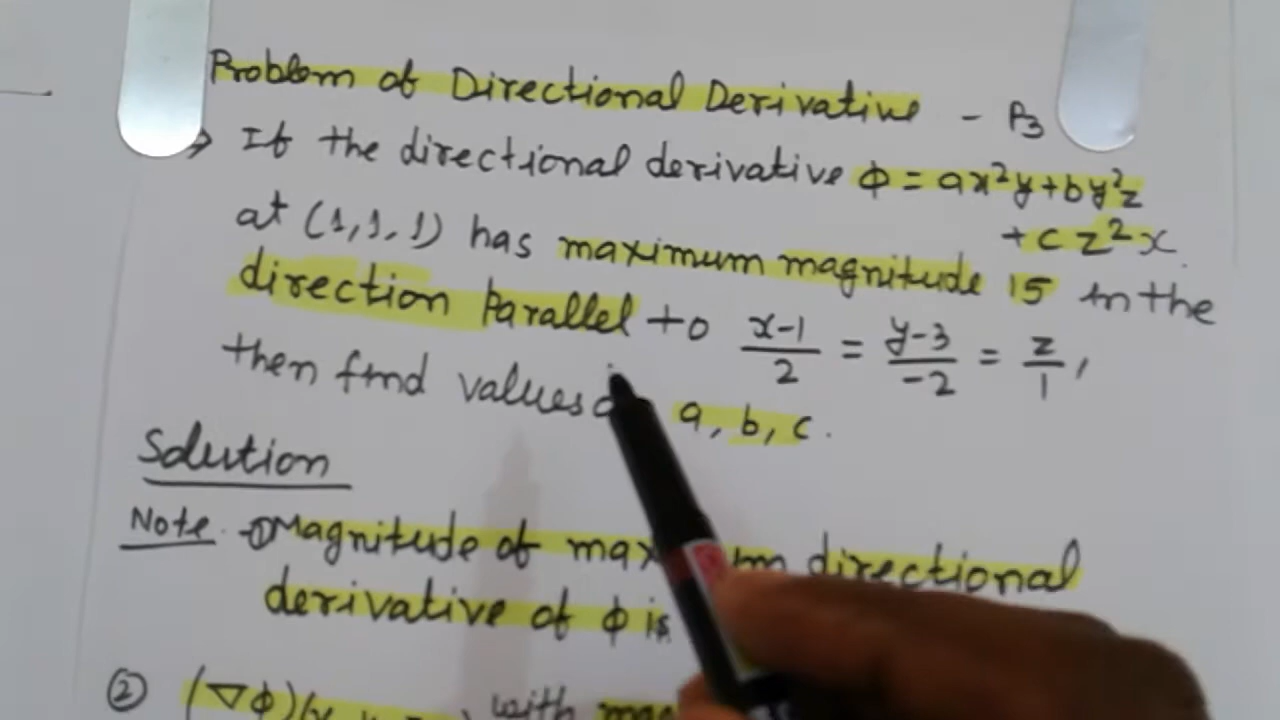 Problem of Directional Derivative - P3
→ If the directional derivative ϕ = ax²y + by²z
+ cz²x.
at (1,1,1) has maximum magnitude 15 in the
direction Parallel to x-1/2 = y-3/-2 = z/1,
then find values a, b, c.
Solution
Note - ① Magnitude of directional
derivative of ϕ is
② (∇ϕ) with